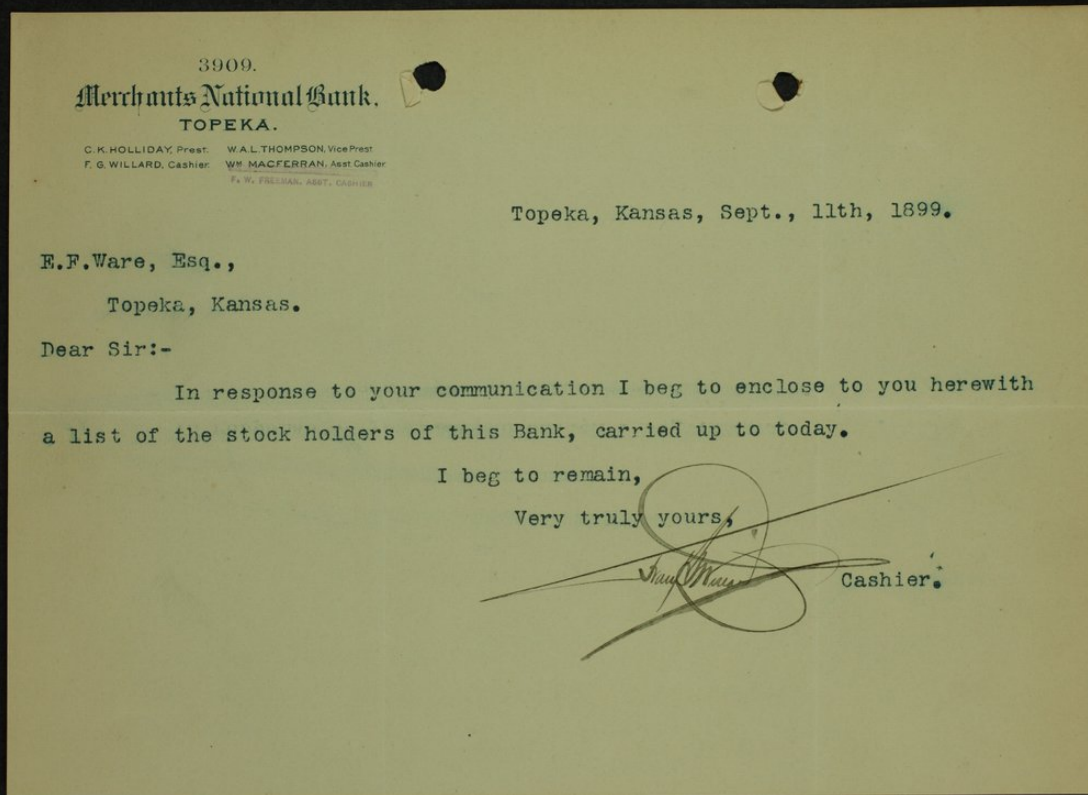 3909.
Merchants National Bank.
TOPEKA.
C. K. HOLLIDAY, Prest. W. A. L. THOMPSON, Vice Prest.
F. G. WILLARD, Cashier. WM MACFERRAN, Asst Cashier
F. W. FREEMAN, ASST. CASHIER
Topeka, Kansas, Sept., 11th, 1899.
E.F.Ware, Esq.,
Topeka, Kansas.
Dear Sir:-
In response to your communication I beg to enclose to you herewith
a list of the stock holders of this Bank, carried up to today.
I beg to remain,
Very truly yours,
Cashier.